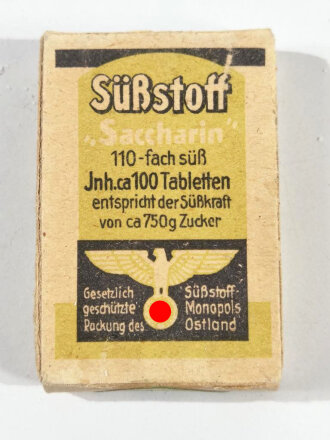 Süßstoff
„Saccharin"
110-fach süß
Jnh.ca 100 Tabletten
entspricht der Süßkraft
von ca 750g Zucker
Gesetzlich
geschützte
Packung des
Süßstoff-
Monopols
Ostland